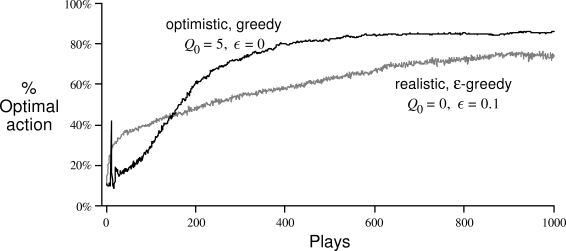 100%
80%
60%
40%
20%
0%
%
Optimal
action
optimistic, greedy
Q0 = 5, ϵ = 0
realistic, ε-greedy
Q0 = 0, ϵ = 0.1
0
200
400
600
800
1000
Plays